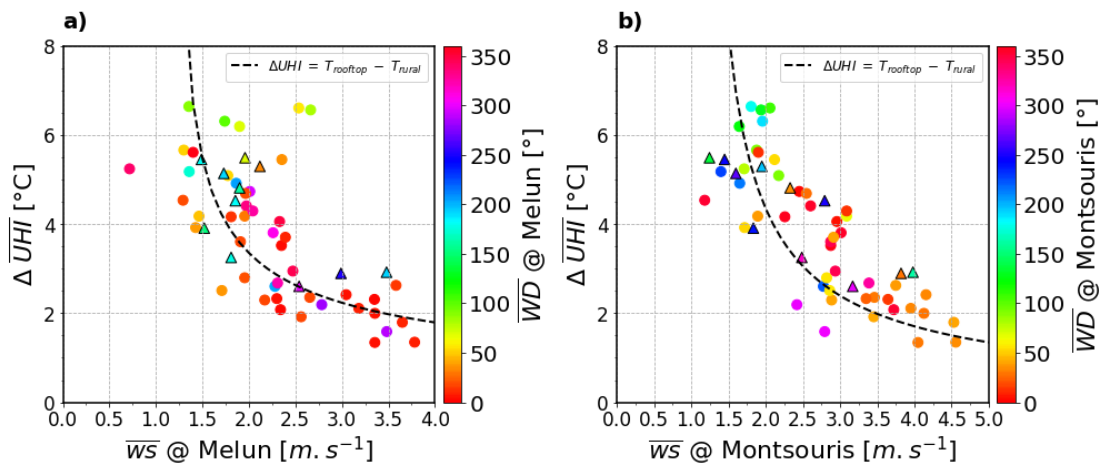 a)
8
6
4
2
0
Δ UHI [°C]
0.0 0.5 1.0 1.5 2.0 2.5 3.0 3.5 4.0
ws @ Melun [m. s⁻¹]
ΔUHI = T_rooftop − T_rural
350
300
250
200
150
100
50
0
WD @ Melun [°]
b)
8
6
4
2
0
Δ UHI [°C]
0.0 0.5 1.0 1.5 2.0 2.5 3.0 3.5 4.0 4.5 5.0
ws @ Montsouris [m. s⁻¹]
ΔUHI = T_rooftop − T_rural
350
300
250
200
150
100
50
0
WD @ Montsouris [°]